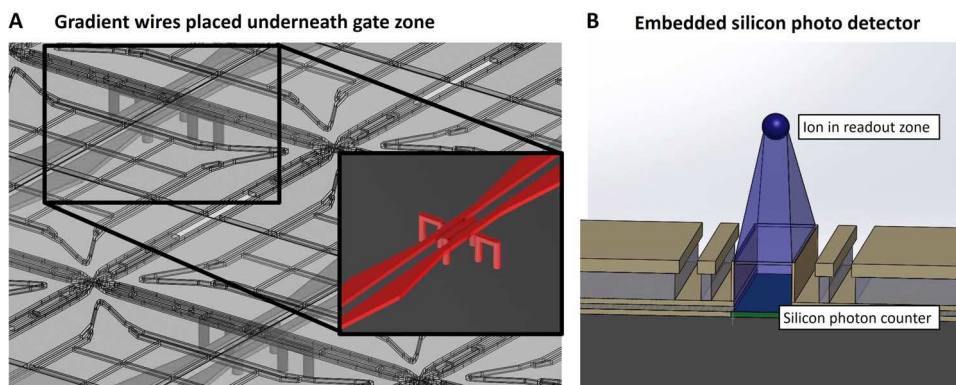 A Gradient wires placed underneath gate zone
B Embedded silicon photo detector
Ion in readout zone
Silicon photon counter